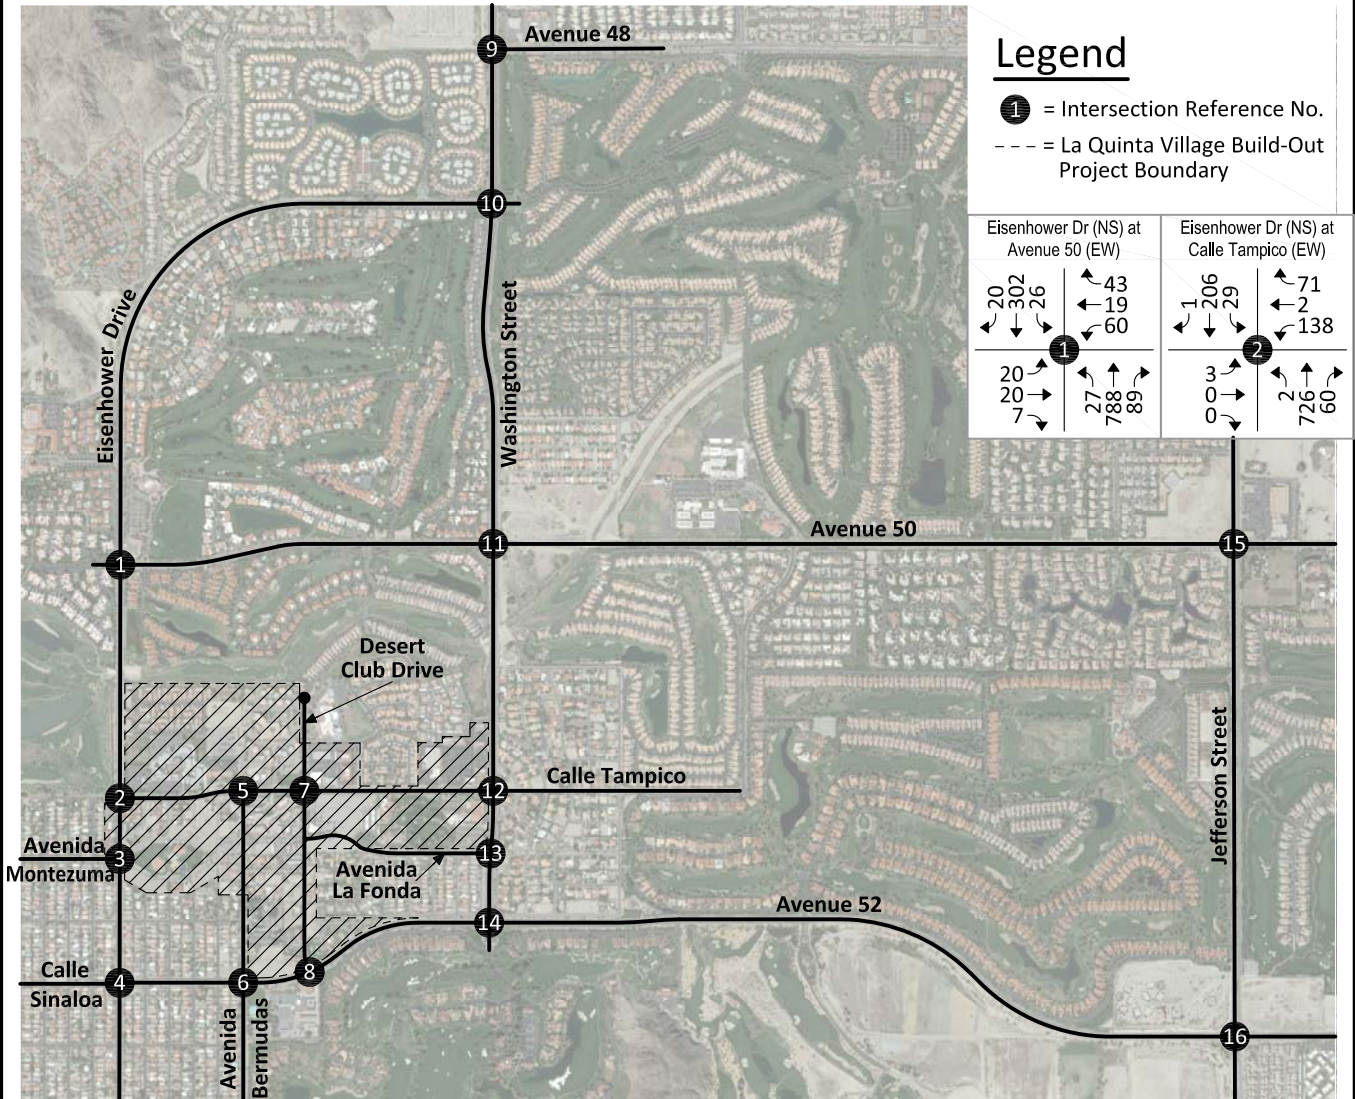 Avenue 48
9
10
Eisenhower Drive
Washington Street
Legend
1 = Intersection Reference No.
--- = La Quinta Village Build-Out
Project Boundary
Eisenhower Dr (NS) at
Avenue 50 (EW)
20 302 26
43
19
60
1
20
20
7
27 788 89
Eisenhower Dr (NS) at
Calle Tampico (EW)
1 206 29
71
2
138
2
3
0
0
2 726 60
Avenue 50
1
11
15
Desert
Club Drive
Calle Tampico
2
5
7
12
Jefferson Street
Avenida
Montezuma
3
13
Avenida
La Fonda
14
Avenue 52
Calle
Sinaloa
4
6
8
Avenida
Bermudas
16